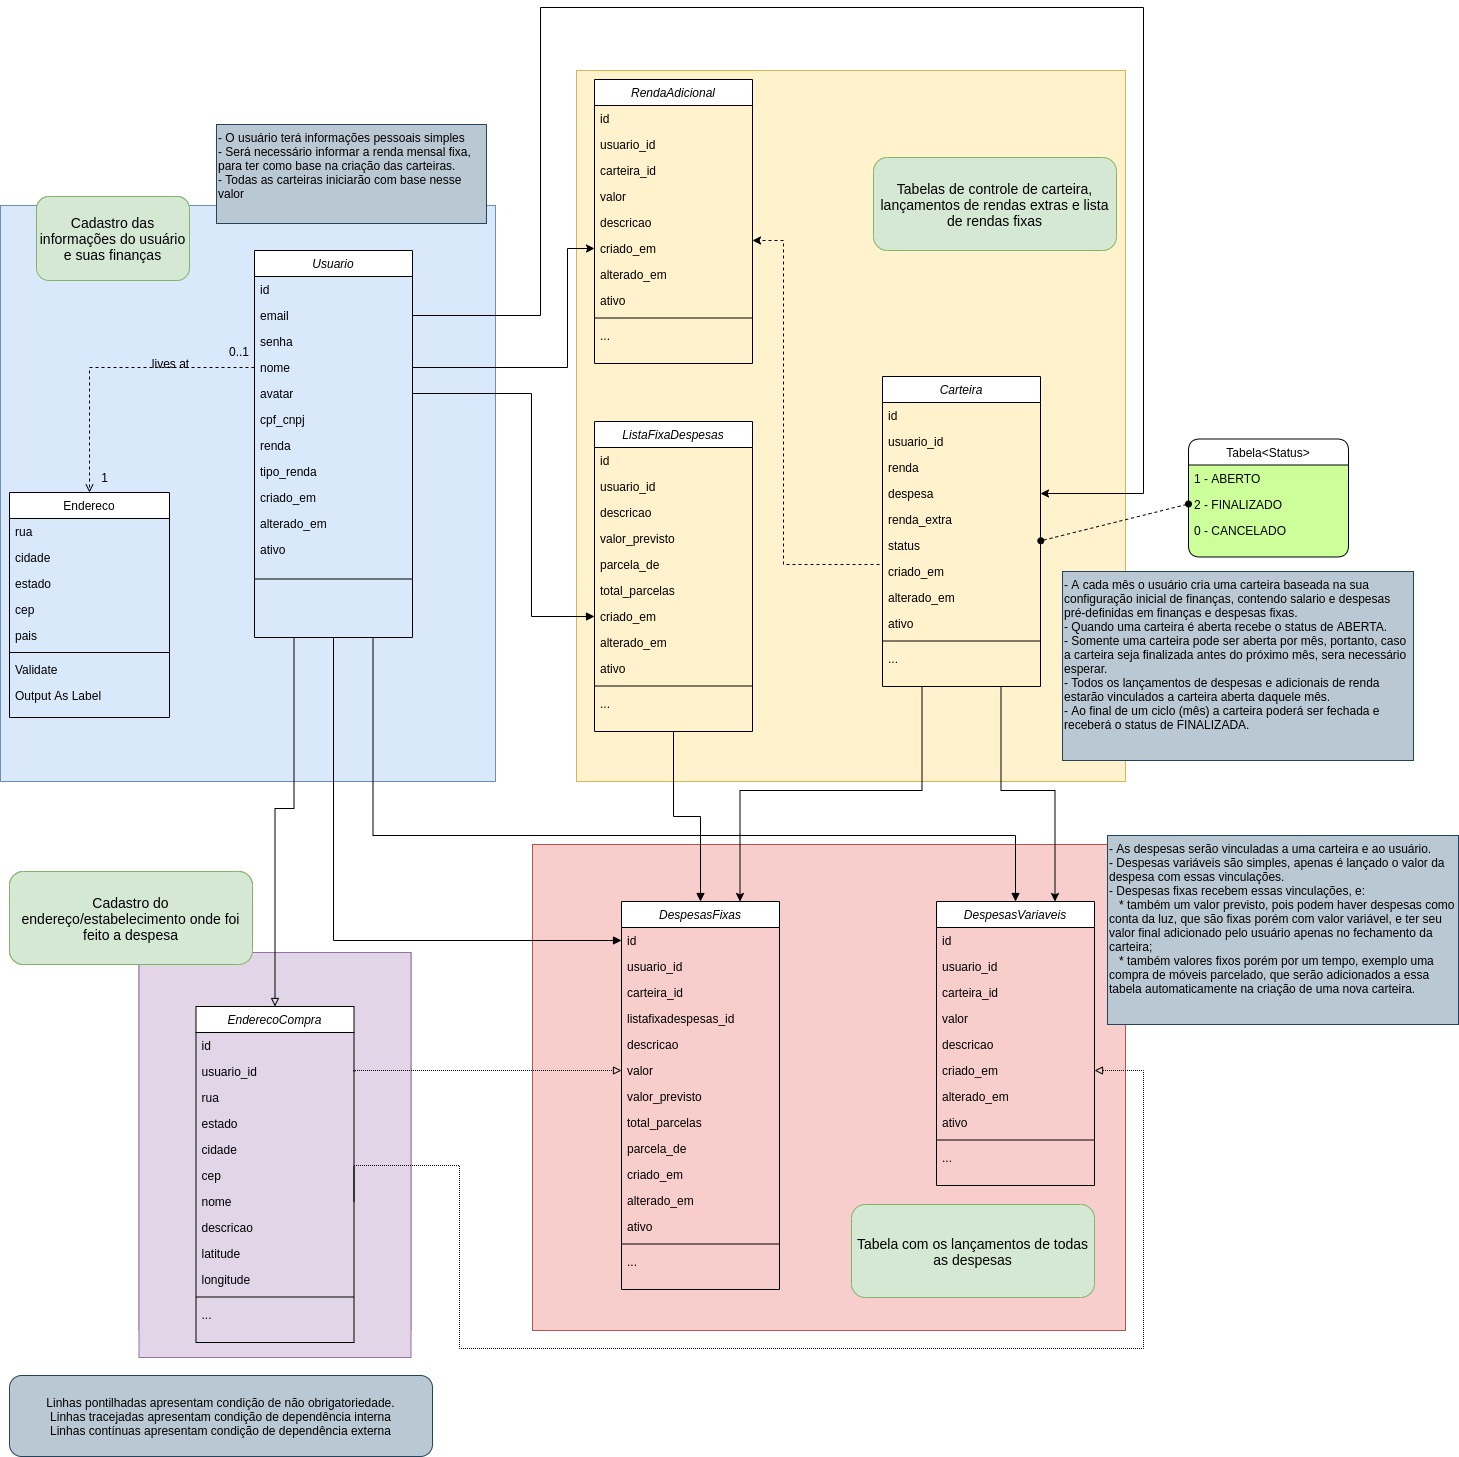 - O usuário terá informações pessoais simples
- Será necessário informar a renda mensal fixa,
para ter como base na criação das carteiras.
- Todas as carteiras iniciarão com base nesse
valor
Cadastro das
informações do usuário
e suas finanças
Usuario
id
email
senha
nome
avatar
cpf_cnpj
renda
tipo_renda
criado_em
alterado_em
ativo
0..1
lives at
1
Endereco
rua
cidade
estado
cep
pais
Validate
Output As Label
RendaAdicional
id
usuario_id
carteira_id
valor
descricao
criado_em
alterado_em
ativo
...
Tabelas de controle de carteira,
lançamentos de rendas extras e lista
de rendas fixas
ListaFixaDespesas
id
usuario_id
descricao
valor_previsto
parcela_de
total_parcelas
criado_em
alterado_em
ativo
...
Carteira
id
usuario_id
renda
despesa
renda_extra
status
criado_em
alterado_em
ativo
...
Tabela<Status>
1 - ABERTO
2 - FINALIZADO
0 - CANCELADO
- A cada mês o usuário cria uma carteira baseada na sua
configuração inicial de finanças, contendo salario e despesas
pré-definidas em finanças e despesas fixas.
- Quando uma carteira é aberta recebe o status de ABERTA.
- Somente uma carteira pode ser aberta por mês, portanto, caso
a carteira seja finalizada antes do próximo mês, sera necessário
esperar.
- Todos os lançamentos de despesas e adicionais de renda
estarão vinculados a carteira aberta daquele mês.
- Ao final de um ciclo (mês) a carteira poderá ser fechada e
receberá o status de FINALIZADA.
- As despesas serão vinculadas a uma carteira e ao usuário.
- Despesas variáveis são simples, apenas é lançado o valor da
despesa com essas vinculações.
- Despesas fixas recebem essas vinculações, e:
* também um valor previsto, pois podem haver despesas como
conta da luz, que são fixas porém com valor variável, e ter seu
valor final adicionado pelo usuário apenas no fechamento da
carteira;
* também valores fixos porém por um tempo, exemplo uma
compra de móveis parcelado, que serão adicionados a essa
tabela automaticamente na criação de uma nova carteira.
Cadastro do
endereço/estabelecimento onde foi
feito a despesa
EnderecoCompra
id
usuario_id
rua
estado
cidade
cep
nome
descricao
latitude
longitude
...
DespesasFixas
id
usuario_id
carteira_id
listafixadespesas_id
descricao
valor
valor_previsto
total_parcelas
parcela_de
criado_em
alterado_em
ativo
...
DespesasVariaveis
id
usuario_id
carteira_id
valor
descricao
criado_em
alterado_em
ativo
...
Tabela com os lançamentos de todas
as despesas
Linhas pontilhadas apresentam condição de não obrigatoriedade.
Linhas tracejadas apresentam condição de dependência interna
Linhas contínuas apresentam condição de dependência externa